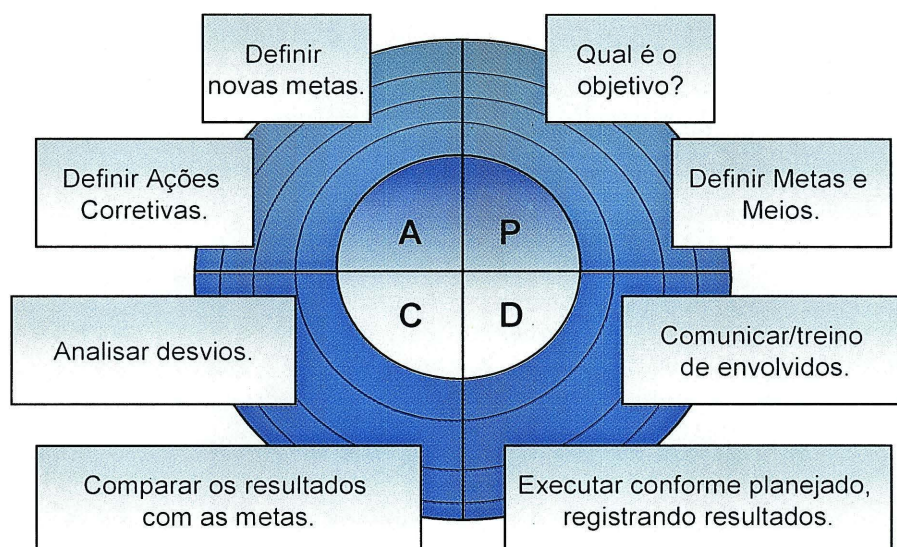 Definir
novas metas.
Qual é o
objetivo?
Definir Ações
Corretivas.
Definir Metas e
Meios.
A
P
C
D
Analisar desvios.
Comunicar/treino
de envolvidos.
Comparar os resultados
com as metas.
Executar conforme planejado,
registrando resultados.